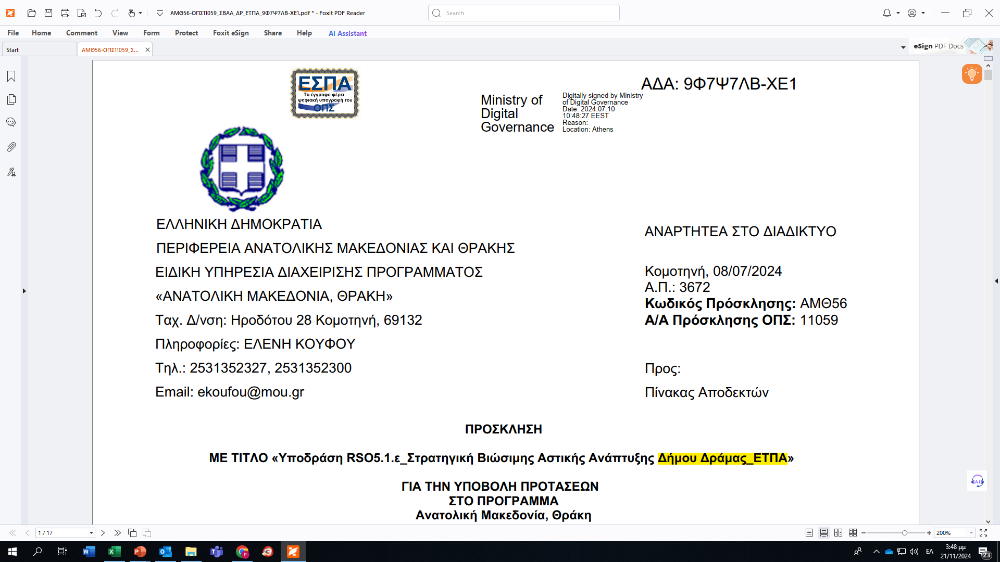 ΑΜΘ56-ΟΠΣ11059_ΣΒΑΑ_ΔΡ_ΕΤΠΑ_9Φ7Ψ7ΛΒ-ΧΕ1.pdf * - Foxit PDF Reader
Search
File Home Comment View Form Protect Foxit eSign Share Help AI Assistant
Start
ΑΜΘ56-ΟΠΣ11059_Σ...
eSign PDF Docs
ΕΣΠΑ
Το έγγραφο φέρει
ψηφιακή υπογραφή του
ΟΠΣ
ΑΔΑ: 9Φ7Ψ7ΛΒ-ΧΕ1
Ministry of
Digital
Governance
Digitally signed by Ministry
of Digital Governance
Date: 2024.07.10
10:48:27 EEST
Reason:
Location: Athens
ΕΛΛΗΝΙΚΗ ΔΗΜΟΚΡΑΤΙΑ
ΠΕΡΙΦΕΡΕΙΑ ΑΝΑΤΟΛΙΚΗΣ ΜΑΚΕΔΟΝΙΑΣ ΚΑΙ ΘΡΑΚΗΣ
ΕΙΔΙΚΗ ΥΠΗΡΕΣΙΑ ΔΙΑΧΕΙΡΙΣΗΣ ΠΡΟΓΡΑΜΜΑΤΟΣ
«ΑΝΑΤΟΛΙΚΗ ΜΑΚΕΔΟΝΙΑ, ΘΡΑΚΗ»
Ταχ. Δ/νση: Ηροδότου 28 Κομοτηνή, 69132
Πληροφορίες: ΕΛΕΝΗ ΚΟΥΦΟΥ
Τηλ.: 2531352327, 2531352300
Email: ekoufou@mou.gr
ΑΝΑΡΤΗΤΕΑ ΣΤΟ ΔΙΑΔΙΚΤΥΟ
Κομοτηνή, 08/07/2024
Α.Π.: 3672
Κωδικός Πρόσκλησης: ΑΜΘ56
Α/Α Πρόσκλησης ΟΠΣ: 11059
Προς:
Πίνακας Αποδεκτών
ΠΡΟΣΚΛΗΣΗ
ΜΕ ΤΙΤΛΟ «Υποδράση RSO5.1.ε_Στρατηγική Βιώσιμης Αστικής Ανάπτυξης Δήμου Δράμας_ΕΤΠΑ»
ΓΙΑ ΤΗΝ ΥΠΟΒΟΛΗ ΠΡΟΤΑΣΕΩΝ
ΣΤΟ ΠΡΟΓΡΑΜΜΑ
Ανατολική Μακεδονία, Θράκη
AI
1 / 17
200%
ΕΛ
3:48 μμ
21/11/2024
23